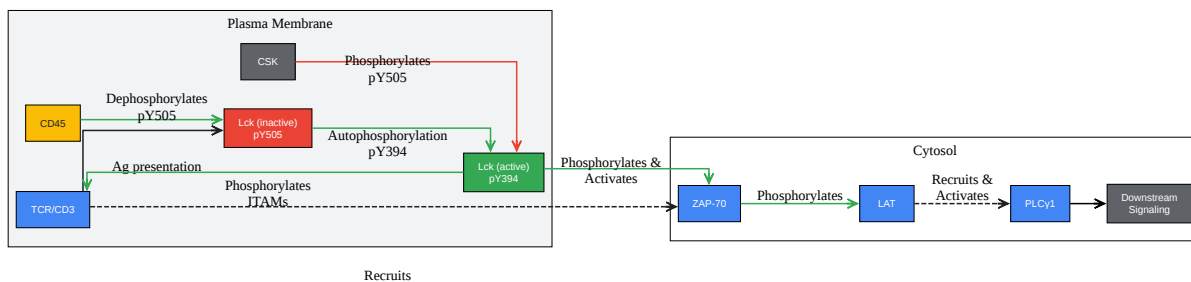 Plasma Membrane
CSK
Phosphorylates
pY505
CD45
Dephosphorylates
pY505
Lck (inactive)
pY505
Autophosphorylation
pY394
Ag presentation
Lck (active)
pY394
Phosphorylates &
Activates
TCR/CD3
Phosphorylates
ITAMs
Cytosol
ZAP-70
Phosphorylates
LAT
Recruits &
Activates
PLCγ1
Downstream
Signaling
Recruits